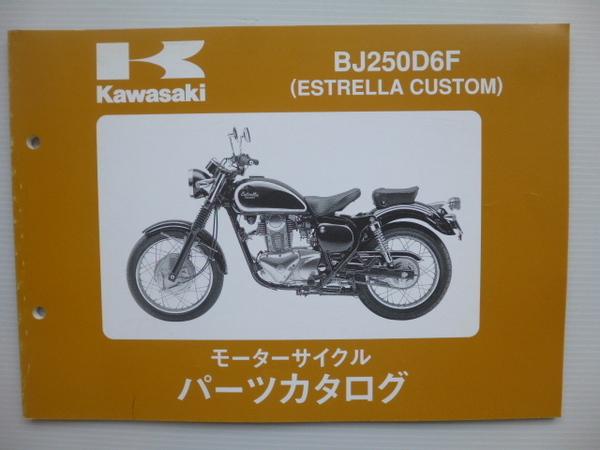 Kawasaki
BJ250D6F
(ESTRELLA CUSTOM)
Estrella
モーターサイクル
パーツカタログ